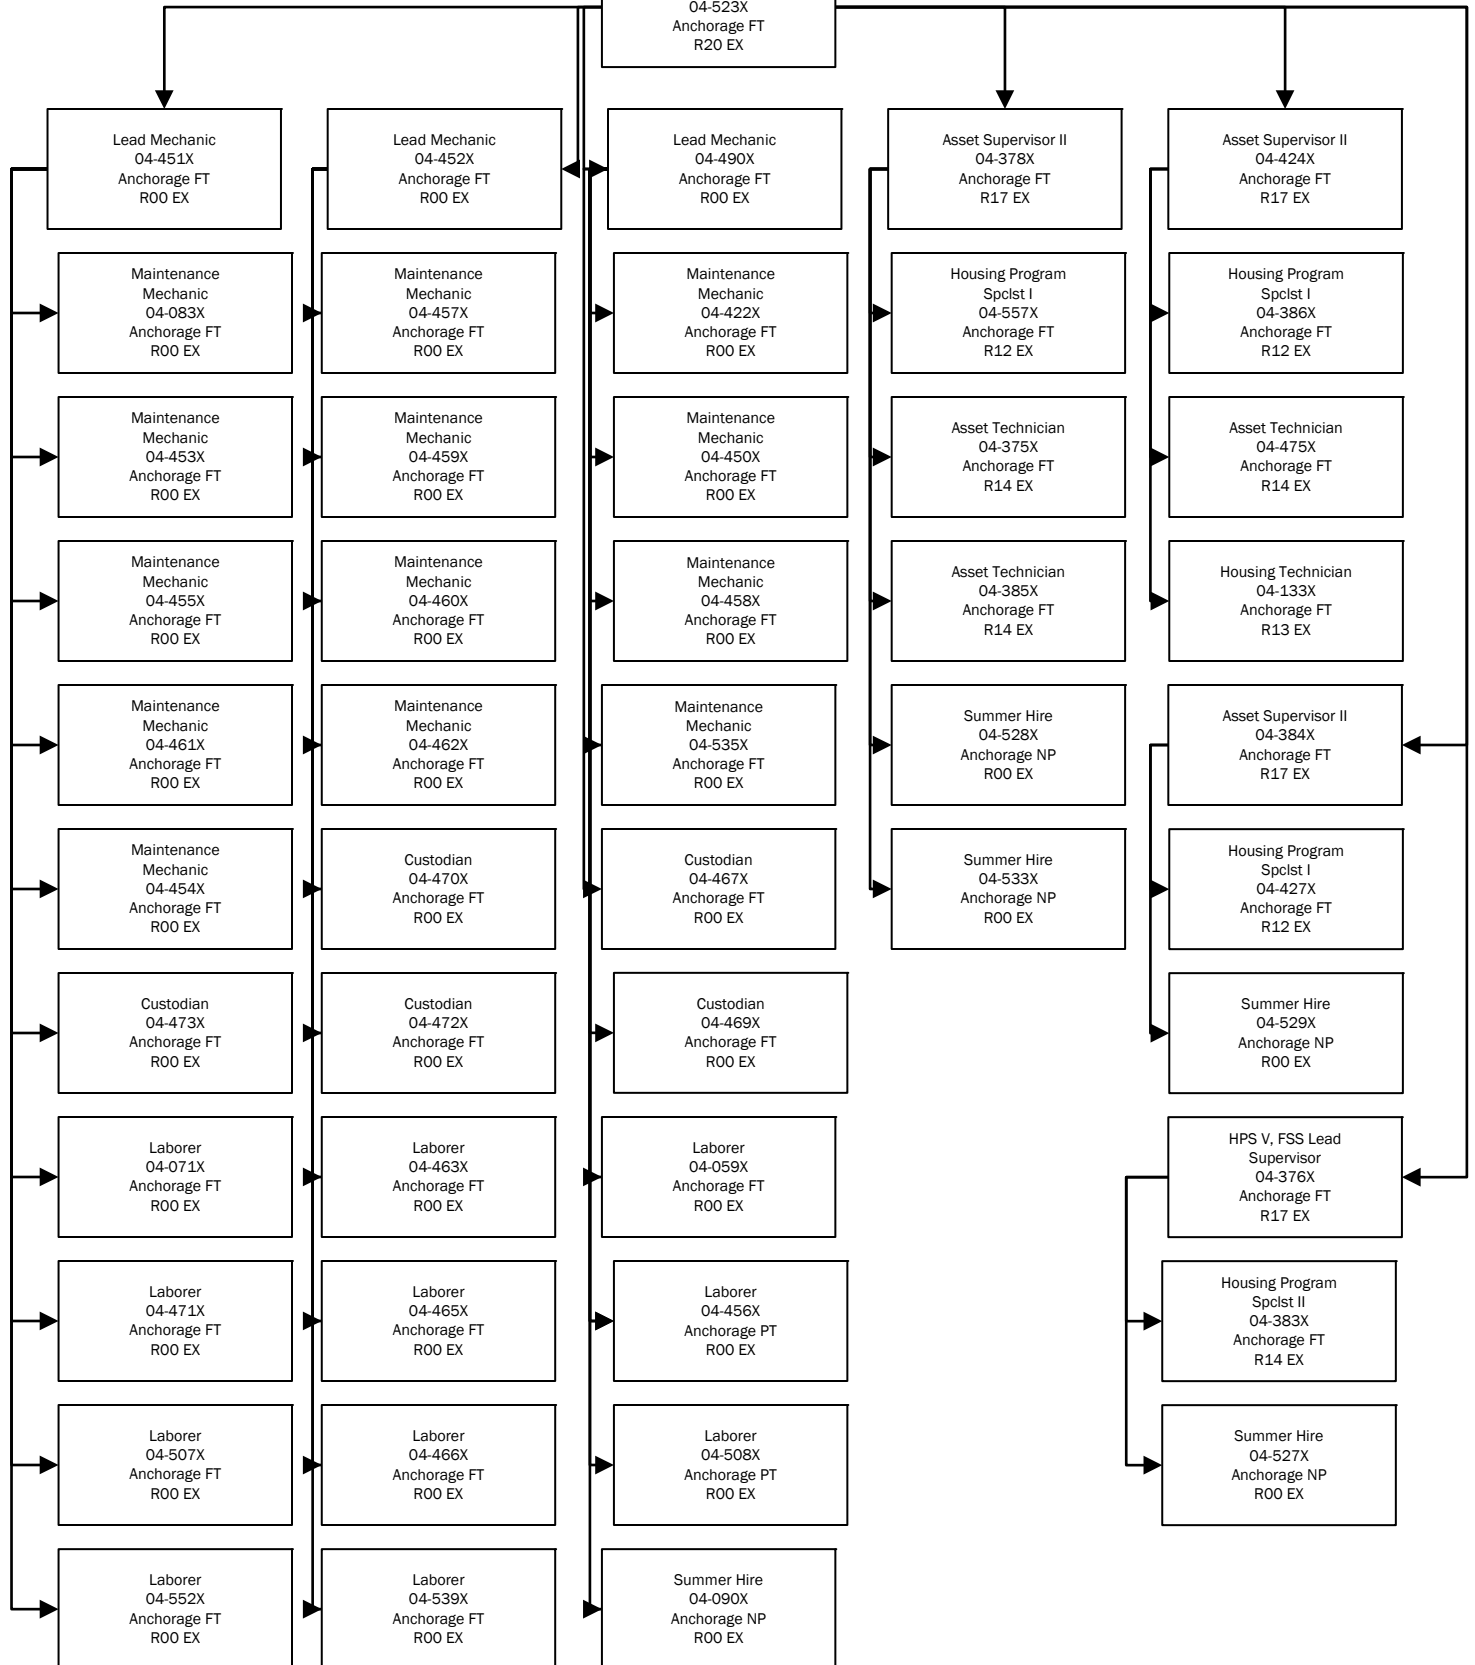 04-523X
Anchorage FT
R20 EX
Lead Mechanic
04-451X
Anchorage FT
R00 EX
Lead Mechanic
04-452X
Anchorage FT
R00 EX
Lead Mechanic
04-490X
Anchorage FT
R00 EX
Asset Supervisor II
04-378X
Anchorage FT
R17 EX
Asset Supervisor II
04-424X
Anchorage FT
R17 EX
Maintenance
Mechanic
04-083X
Anchorage FT
R00 EX
Maintenance
Mechanic
04-457X
Anchorage FT
R00 EX
Maintenance
Mechanic
04-422X
Anchorage FT
R00 EX
Housing Program
Spclst I
04-557X
Anchorage FT
R12 EX
Housing Program
Spclst I
04-386X
Anchorage FT
R12 EX
Maintenance
Mechanic
04-453X
Anchorage FT
R00 EX
Maintenance
Mechanic
04-459X
Anchorage FT
R00 EX
Maintenance
Mechanic
04-450X
Anchorage FT
R00 EX
Asset Technician
04-375X
Anchorage FT
R14 EX
Asset Technician
04-475X
Anchorage FT
R14 EX
Maintenance
Mechanic
04-455X
Anchorage FT
R00 EX
Maintenance
Mechanic
04-460X
Anchorage FT
R00 EX
Maintenance
Mechanic
04-458X
Anchorage FT
R00 EX
Asset Technician
04-385X
Anchorage FT
R14 EX
Housing Technician
04-133X
Anchorage FT
R13 EX
Maintenance
Mechanic
04-461X
Anchorage FT
R00 EX
Maintenance
Mechanic
04-462X
Anchorage FT
R00 EX
Maintenance
Mechanic
04-535X
Anchorage FT
R00 EX
Summer Hire
04-528X
Anchorage NP
R00 EX
Asset Supervisor II
04-384X
Anchorage FT
R17 EX
Maintenance
Mechanic
04-454X
Anchorage FT
R00 EX
Custodian
04-470X
Anchorage FT
R00 EX
Custodian
04-467X
Anchorage FT
R00 EX
Summer Hire
04-533X
Anchorage NP
R00 EX
Housing Program
Spclst I
04-427X
Anchorage FT
R12 EX
Custodian
04-473X
Anchorage FT
R00 EX
Custodian
04-472X
Anchorage FT
R00 EX
Custodian
04-469X
Anchorage FT
R00 EX
Summer Hire
04-529X
Anchorage NP
R00 EX
Laborer
04-071X
Anchorage FT
R00 EX
Laborer
04-463X
Anchorage FT
R00 EX
Laborer
04-059X
Anchorage FT
R00 EX
HPS V, FSS Lead
Supervisor
04-376X
Anchorage FT
R17 EX
Laborer
04-471X
Anchorage FT
R00 EX
Laborer
04-465X
Anchorage FT
R00 EX
Laborer
04-456X
Anchorage PT
R00 EX
Housing Program
Spclst II
04-383X
Anchorage FT
R14 EX
Laborer
04-507X
Anchorage FT
R00 EX
Laborer
04-466X
Anchorage FT
R00 EX
Laborer
04-508X
Anchorage PT
R00 EX
Summer Hire
04-527X
Anchorage NP
R00 EX
Laborer
04-552X
Anchorage FT
R00 EX
Laborer
04-539X
Anchorage FT
R00 EX
Summer Hire
04-090X
Anchorage NP
R00 EX